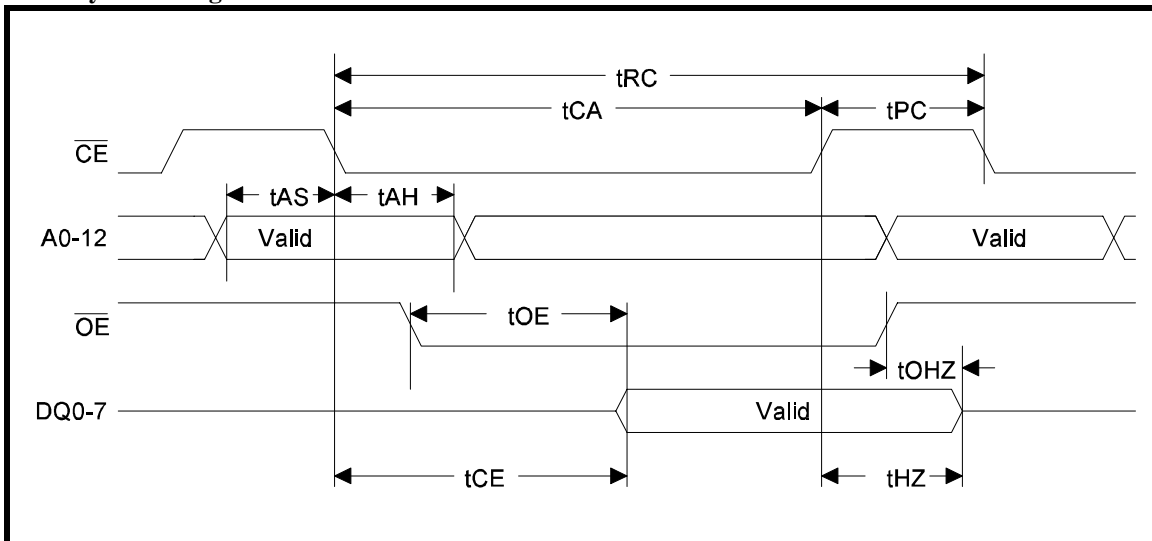 tRC
tCA
tPC
CE
tAS
tAH
A0-12
Valid
Valid
OE
tOE
tOHZ
DQ0-7
Valid
tCE
tHZ